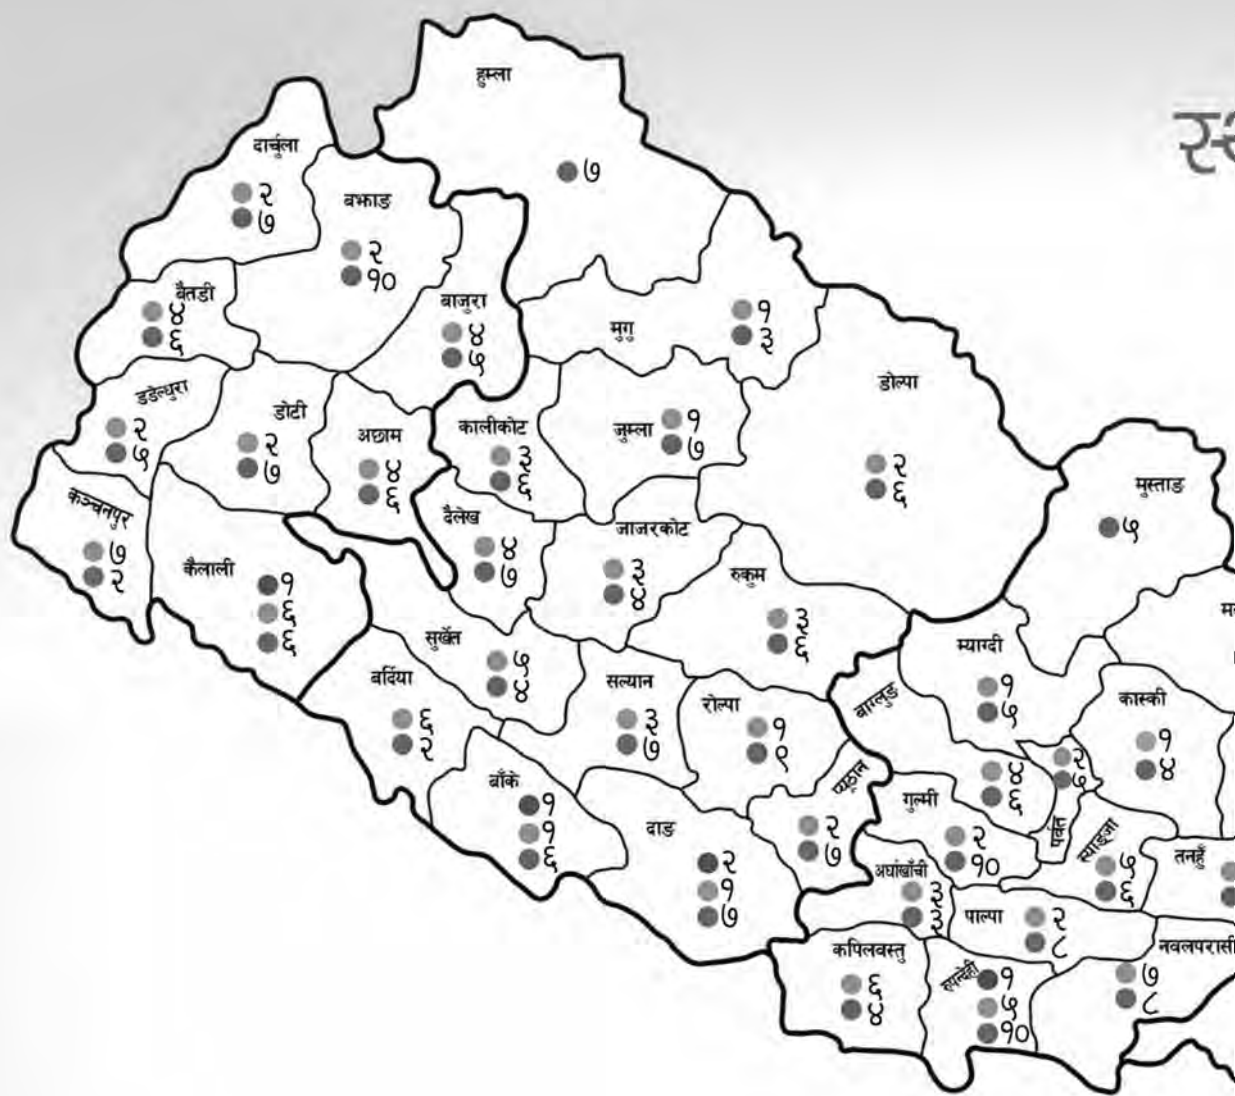 हुम्ला
७
दार्चुला
२
७
बझाङ
२
१०
बैतडी
४
६
बाजुरा
४
५
मुगु
१
३
डोल्पा
२
६
डडेल्धुरा
२
५
डोटी
२
७
अछाम
४
६
कालीकोट
३
६
जुम्ला
१
७
मुस्ताङ
५
कञ्चनपुर
७
२
कैलाली
१
६
६
दैलेख
४
७
जाजरकोट
३
४
रुकुम
३
६
सुर्खेत
५
४
बर्दिया
६
२
सल्यान
३
७
रोल्पा
१
९
म्याग्दी
१
५
कास्की
१
४
बाग्लुङ
४
६
पर्वत
२
५
बाँके
१
१
६
दाङ
२
१
७
प्यूठान
२
७
गुल्मी
२
१०
स्याङ्जा
५
६
तनहुँ
अर्घाखाँची
३
३
पाल्पा
२
८
नवलपरासी
७
८
कपिलवस्तु
६
४
रुपन्देही
१
५
१०